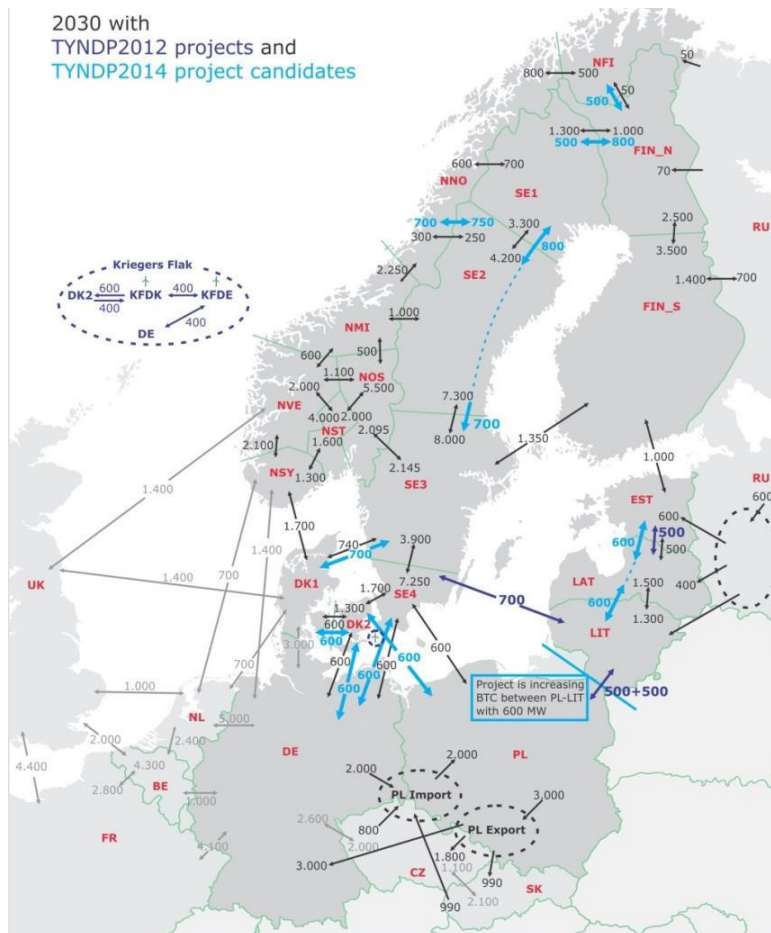 2030 with
TYNDP2012 projects and
TYNDP2014 project candidates
50
NFI
800
500
50
500
1.300
1.000
500
800
FIN_N
600
700
70
NNO
SE1
700
750
3.300
2.500
RU
300
250
800
4.200
3.500
Kriegers Flak
SE2
2.250
1.400
700
600
400
DK2
KFDK
KFDE
400
FIN_S
DE
400
1.000
NMI
600
500
1.100
NOS
2.000
5.500
7.300
NVE
4.000
2.000
700
NST
2.095
8.000
2.100
1.600
1.350
1.000
NSY
1.300
2.145
SE3
RU
600
EST
1.400
1.700
600
500
740
3.900
600
500
1.400
700
UK
1.400
700
DK1
1.700
7.250
LAT
1.500
400
SE4
600
1.300
700
1.300
600
DK2
LIT
600
3.000
600
600
600
700
600
600
600
Project is increasing
BTC between PL-LIT
with 600 MW
500+500
1.000
NL
5.000
2.000
2.400
DE
PL
4.400
4.300
2.000
2.000
2.800
BE
1.000
PL Import
3.000
2.600
800
PL Export
FR
.100
2.000
1.800
3.000
1.100
CZ
990
SK
990
2.100